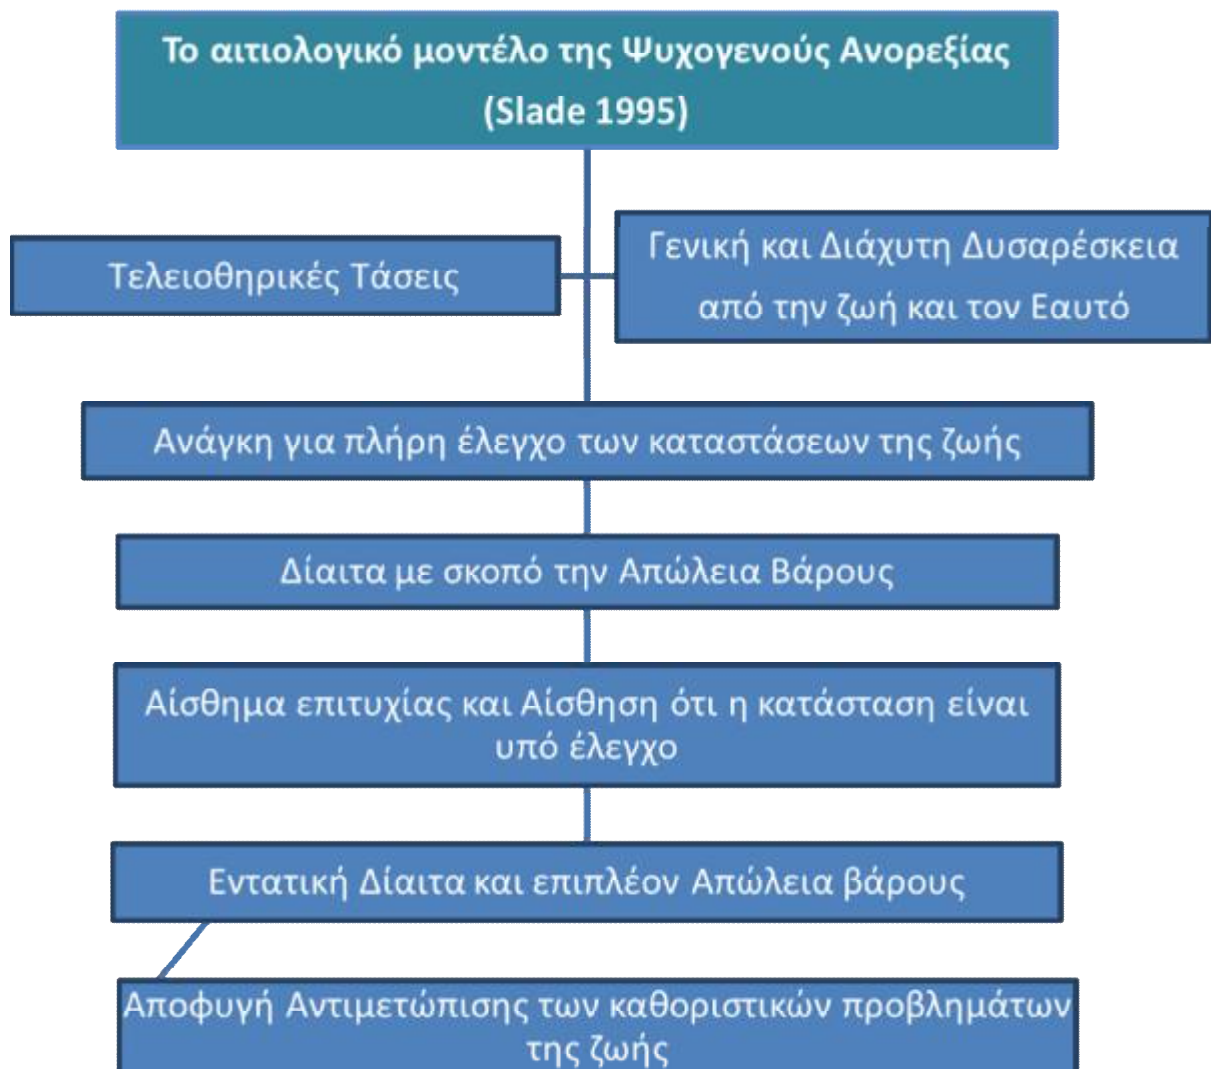 Το αιτιολογικό μοντέλο της Ψυχογενούς Ανορεξίας
(Slade 1995)
Τελειοθηρικές Τάσεις
Γενική και Διάχυτη Δυσαρέσκεια
από την ζωή και τον Εαυτό
Ανάγκη για πλήρη έλεγχο των καταστάσεων της ζωής
Δίαιτα με σκοπό την Απώλεια Βάρους
Αίσθημα επιτυχίας και Αίσθηση ότι η κατάσταση είναι
υπό έλεγχο
Εντατική Δίαιτα και επιπλέον Απώλεια βάρους
Αποφυγή Αντιμετώπισης των καθοριστικών προβλημάτων
της ζωής